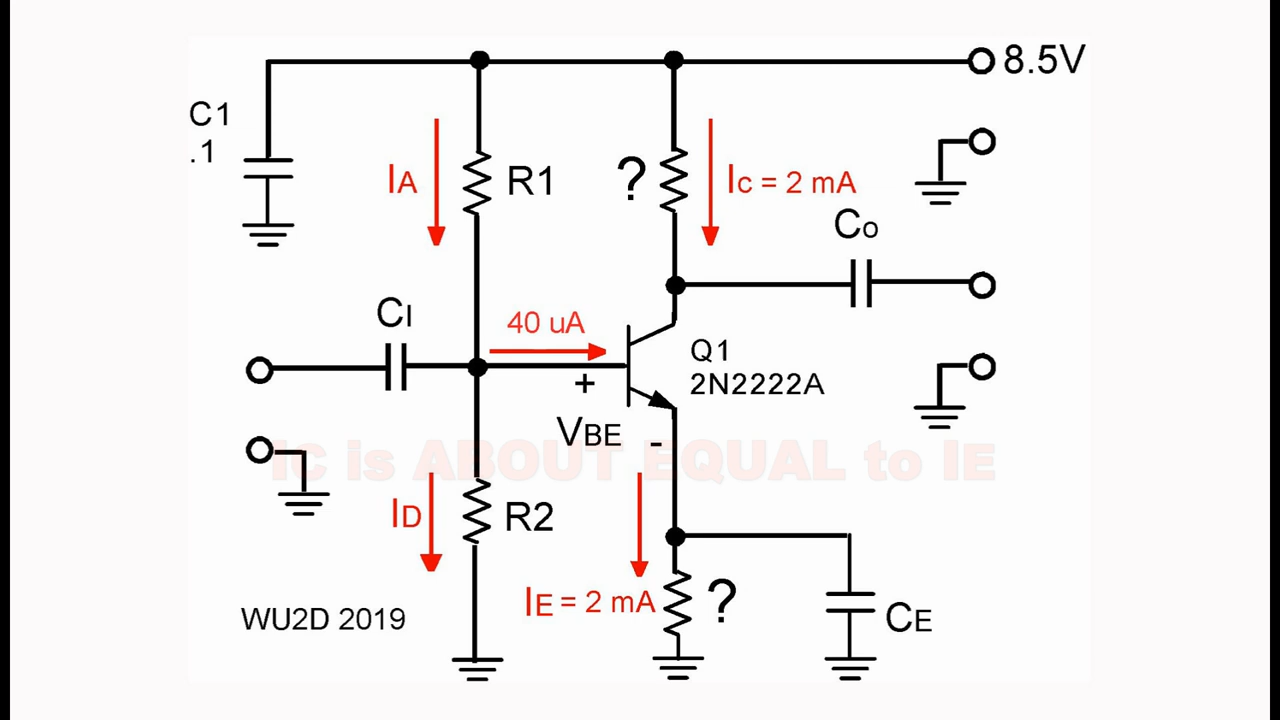 8.5V
C1
.1
IA
R1
?
Ic = 2 mA
Co
CI
40 uA
Q1
2N2222A
+
VBE
-
IC is ABOUT EQUAL to IE
ID
R2
IE = 2 mA
?
CE
WU2D 2019